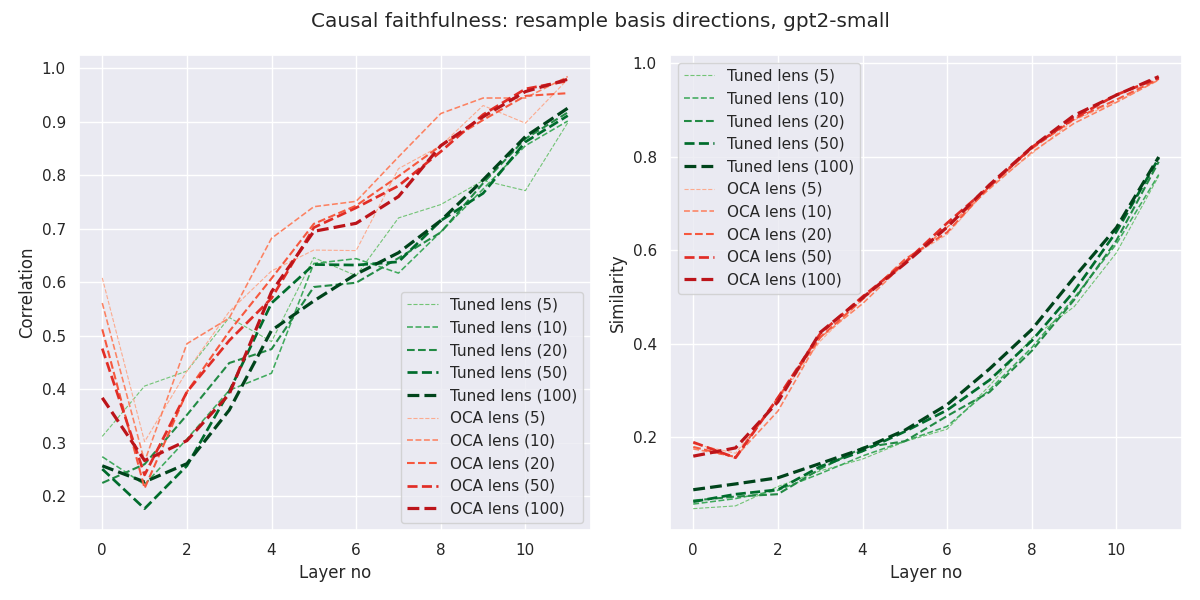 Causal faithfulness: resample basis directions, gpt2-small
Correlation
1.0
0.9
0.8
0.7
0.6
0.5
0.4
0.3
0.2
0
2
4
6
8
10
Layer no
Tuned lens (5)
Tuned lens (10)
Tuned lens (20)
Tuned lens (50)
Tuned lens (100)
OCA lens (5)
OCA lens (10)
OCA lens (20)
OCA lens (50)
OCA lens (100)
Similarity
1.0
0.8
0.6
0.4
0.2
0
2
4
6
8
10
Layer no
Tuned lens (5)
Tuned lens (10)
Tuned lens (20)
Tuned lens (50)
Tuned lens (100)
OCA lens (5)
OCA lens (10)
OCA lens (20)
OCA lens (50)
OCA lens (100)